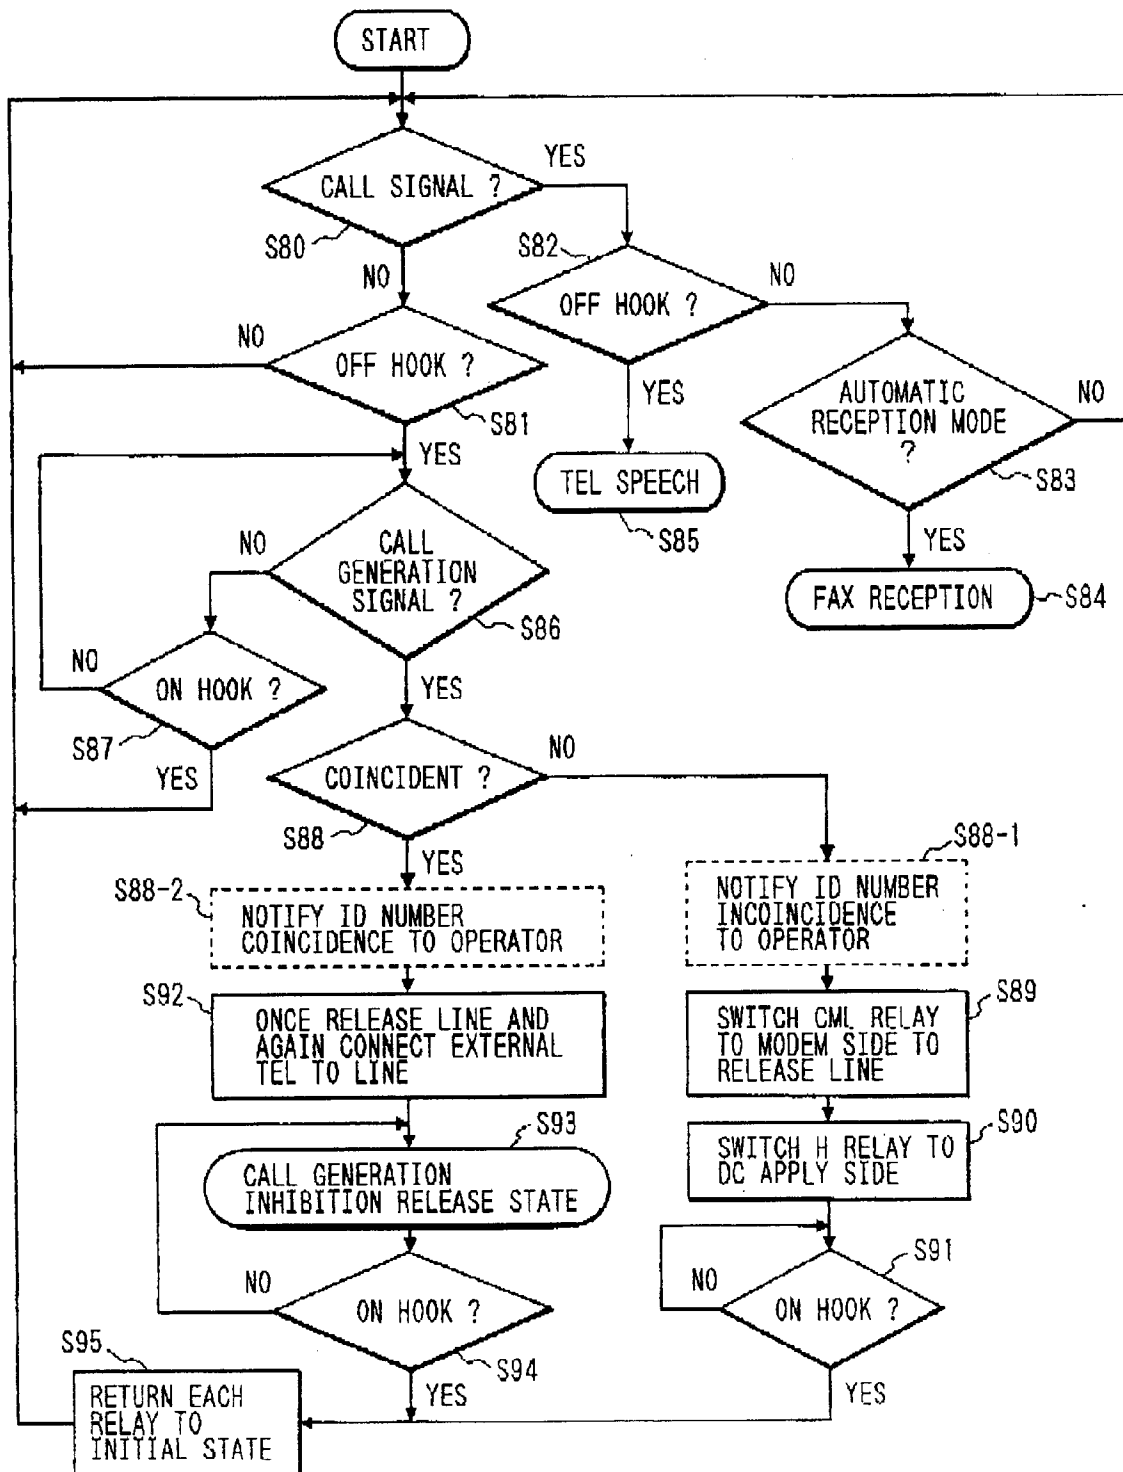 START
CALL SIGNAL ?
YES
S80
NO
S82
OFF HOOK ?
NO
YES
NO
OFF HOOK ?
S81
YES
AUTOMATIC
RECEPTION MODE
?
NO
S83
YES
TEL SPEECH
S85
FAX RECEPTION
S84
CALL
GENERATION
SIGNAL ?
NO
S86
YES
NO
ON HOOK ?
S87
YES
COINCIDENT ?
NO
S88
YES
S88-1
NOTIFY ID NUMBER
INCOINCIDENCE
TO OPERATOR
S88-2
NOTIFY ID NUMBER
COINCIDENCE TO OPERATOR
S92
ONCE RELEASE LINE AND
AGAIN CONNECT EXTERNAL
TEL TO LINE
S89
SWITCH CML RELAY
TO MODEM SIDE TO
RELEASE LINE
S93
CALL GENERATION
INHIBITION RELEASE STATE
S90
SWITCH H RELAY TO
DC APPLY SIDE
NO
ON HOOK ?
S94
YES
S91
NO
ON HOOK ?
YES
S95
RETURN EACH
RELAY TO
INITIAL STATE